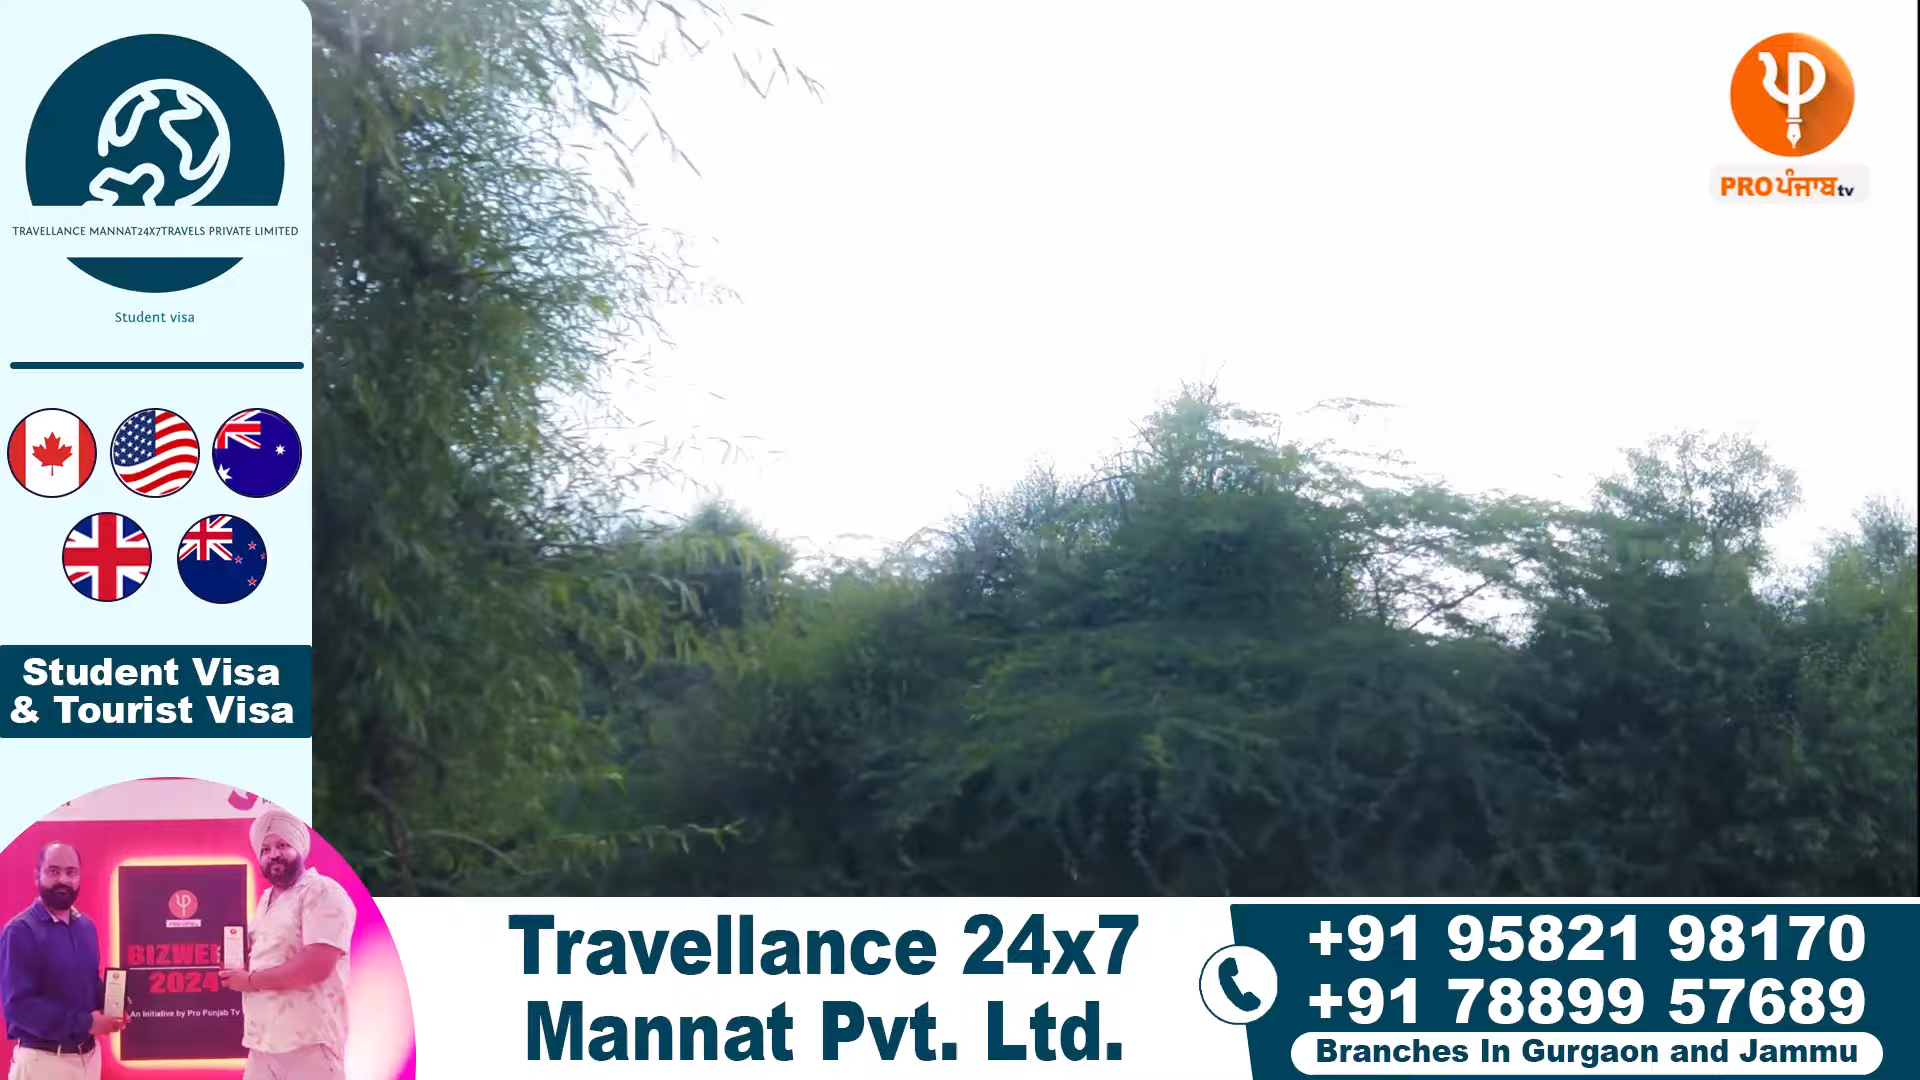 TRAVELLANCE MANNAT24X7TRAVELS PRIVATE LIMITED
Student visa
Student Visa
& Tourist Visa
PRO ਪੰਜਾਬ tv
BIZWE
2024
An Initiative by Pro Punjab Tv
Travellance 24x7
Mannat Pvt. Ltd.
+91 95821 98170
+91 78899 57689
Branches In Gurgaon and Jammu